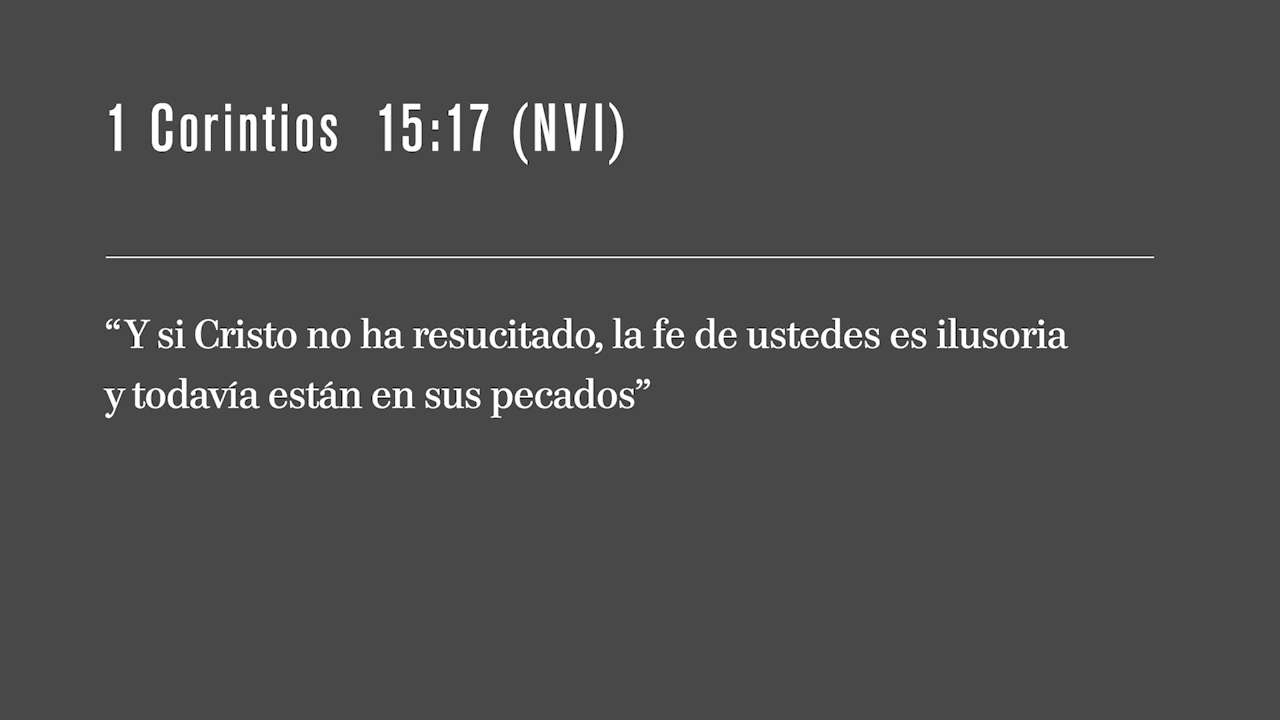 1 Corintios 15:17 (NVI)
“Y si Cristo no ha resucitado, la fe de ustedes es ilusoria
y todavía están en sus pecados”